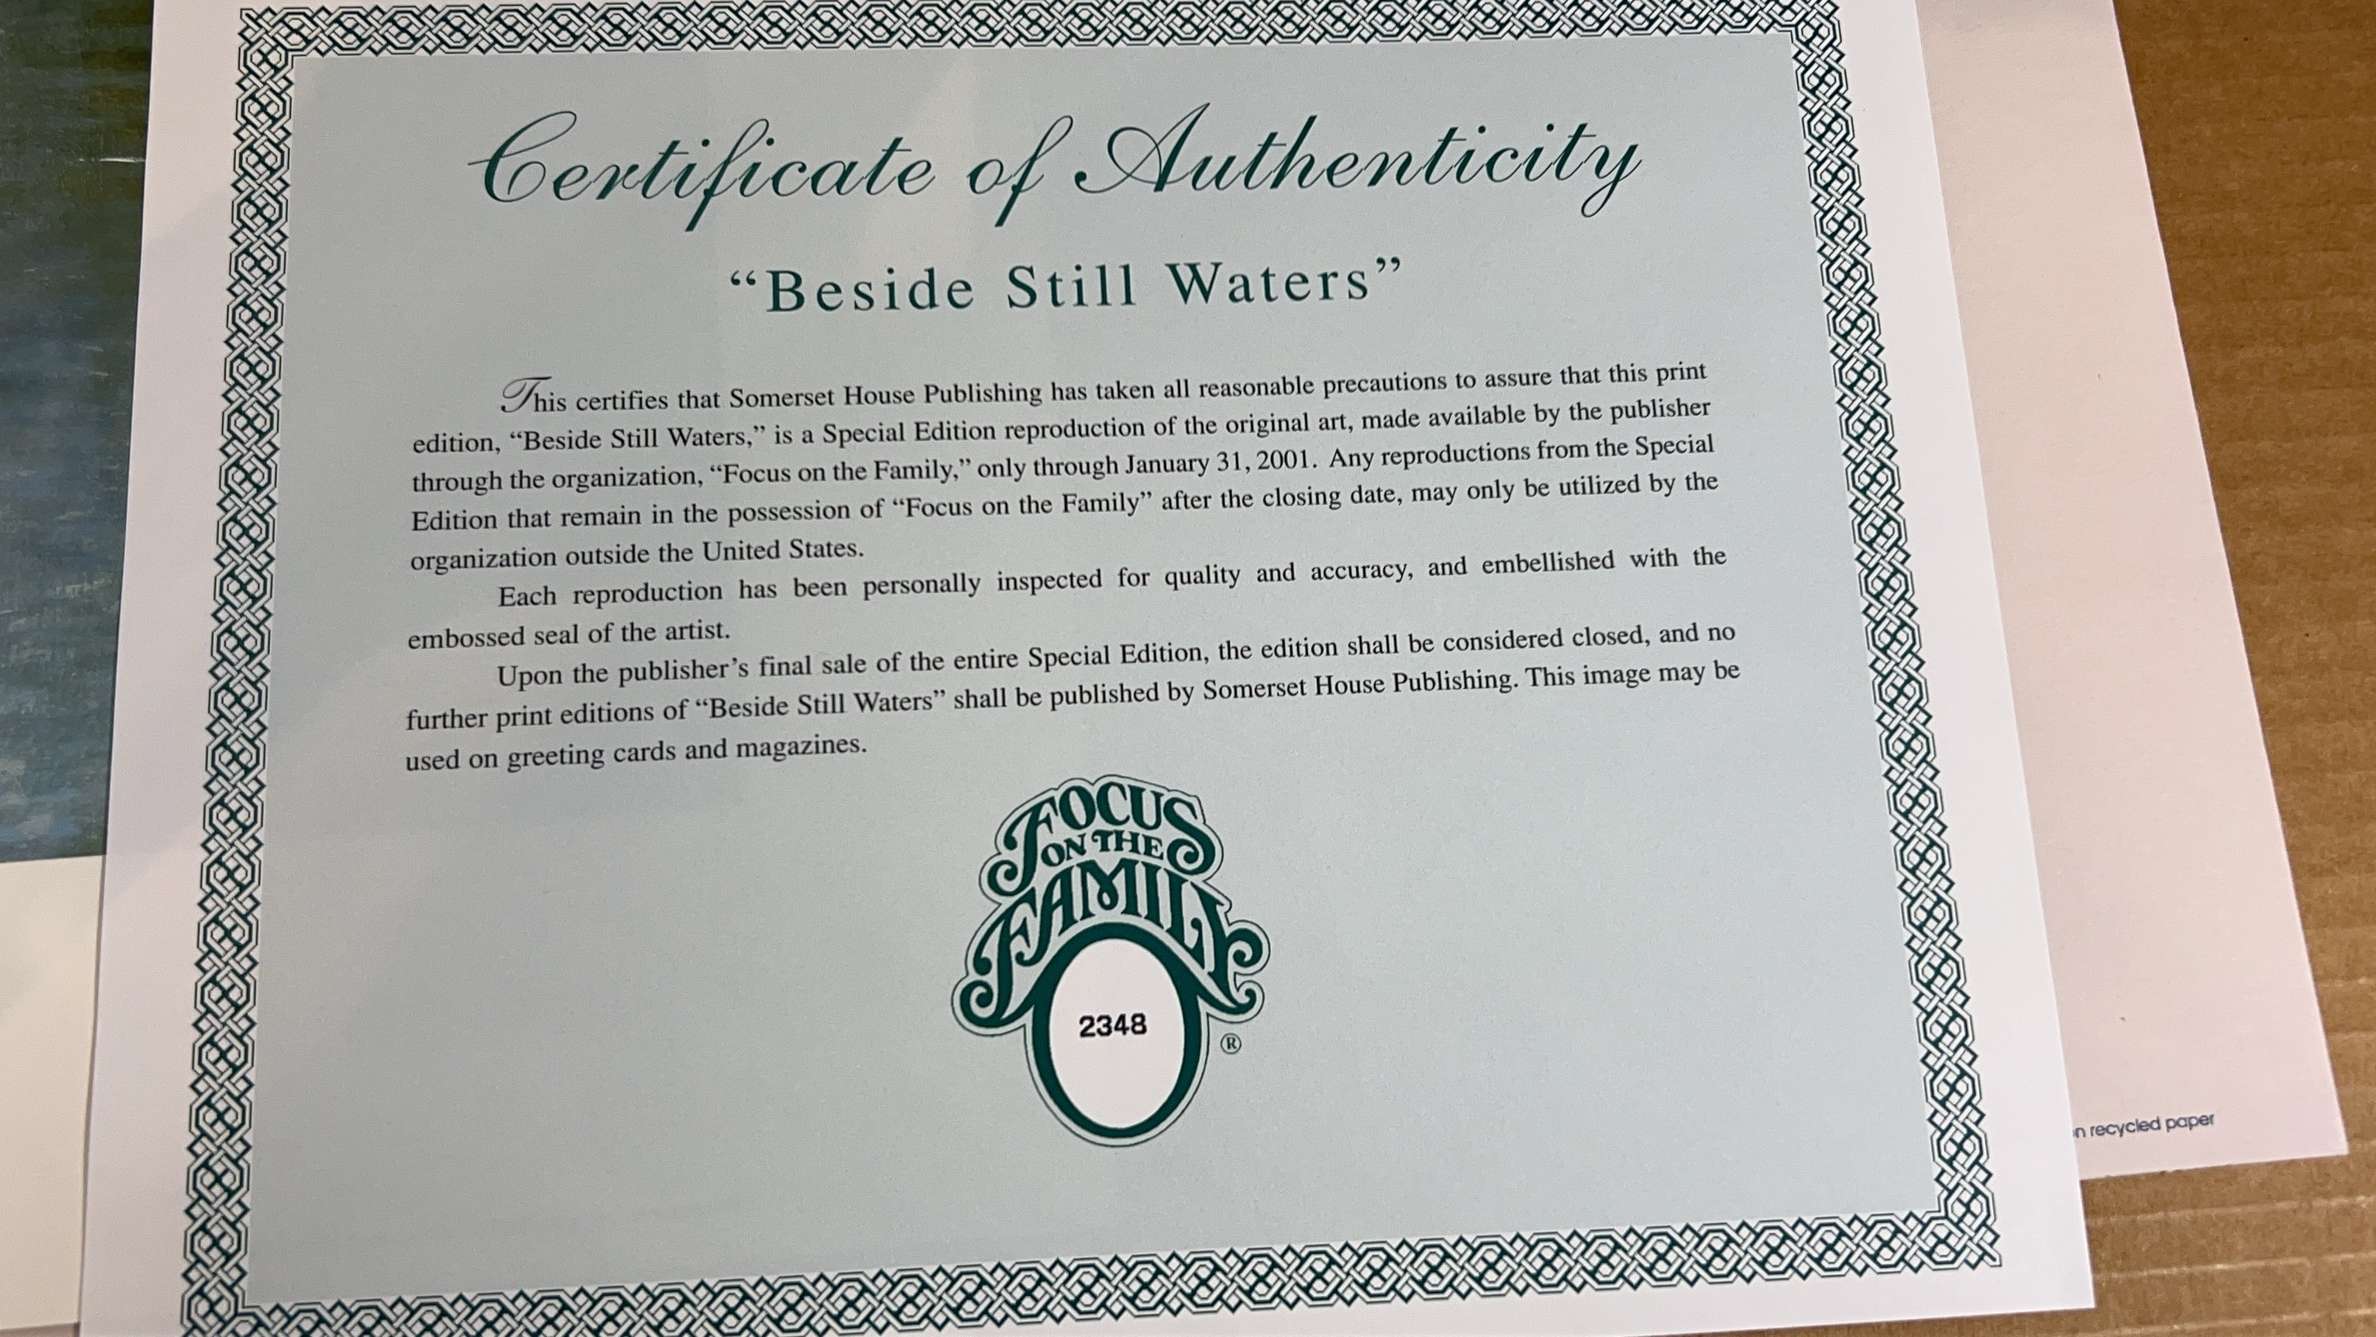 Certificate of Authenticity
“Beside Still Waters”
This certifies that Somerset House Publishing has taken all reasonable precautions to assure that this print
edition, “Beside Still Waters,” is a Special Edition reproduction of the original art, made available by the publisher
through the organization, “Focus on the Family,” only through January 31, 2001. Any reproductions from the Special
Edition that remain in the possession of “Focus on the Family” after the closing date, may only be utilized by the
organization outside the United States.
Each reproduction has been personally inspected for quality and accuracy, and embellished with the
embossed seal of the artist.
Upon the publisher’s final sale of the entire Special Edition, the edition shall be considered closed, and no
further print editions of “Beside Still Waters” shall be published by Somerset House Publishing. This image may be
used on greeting cards and magazines.
FOCUS
ON THE
FAMILY
2348
®
n recycled paper